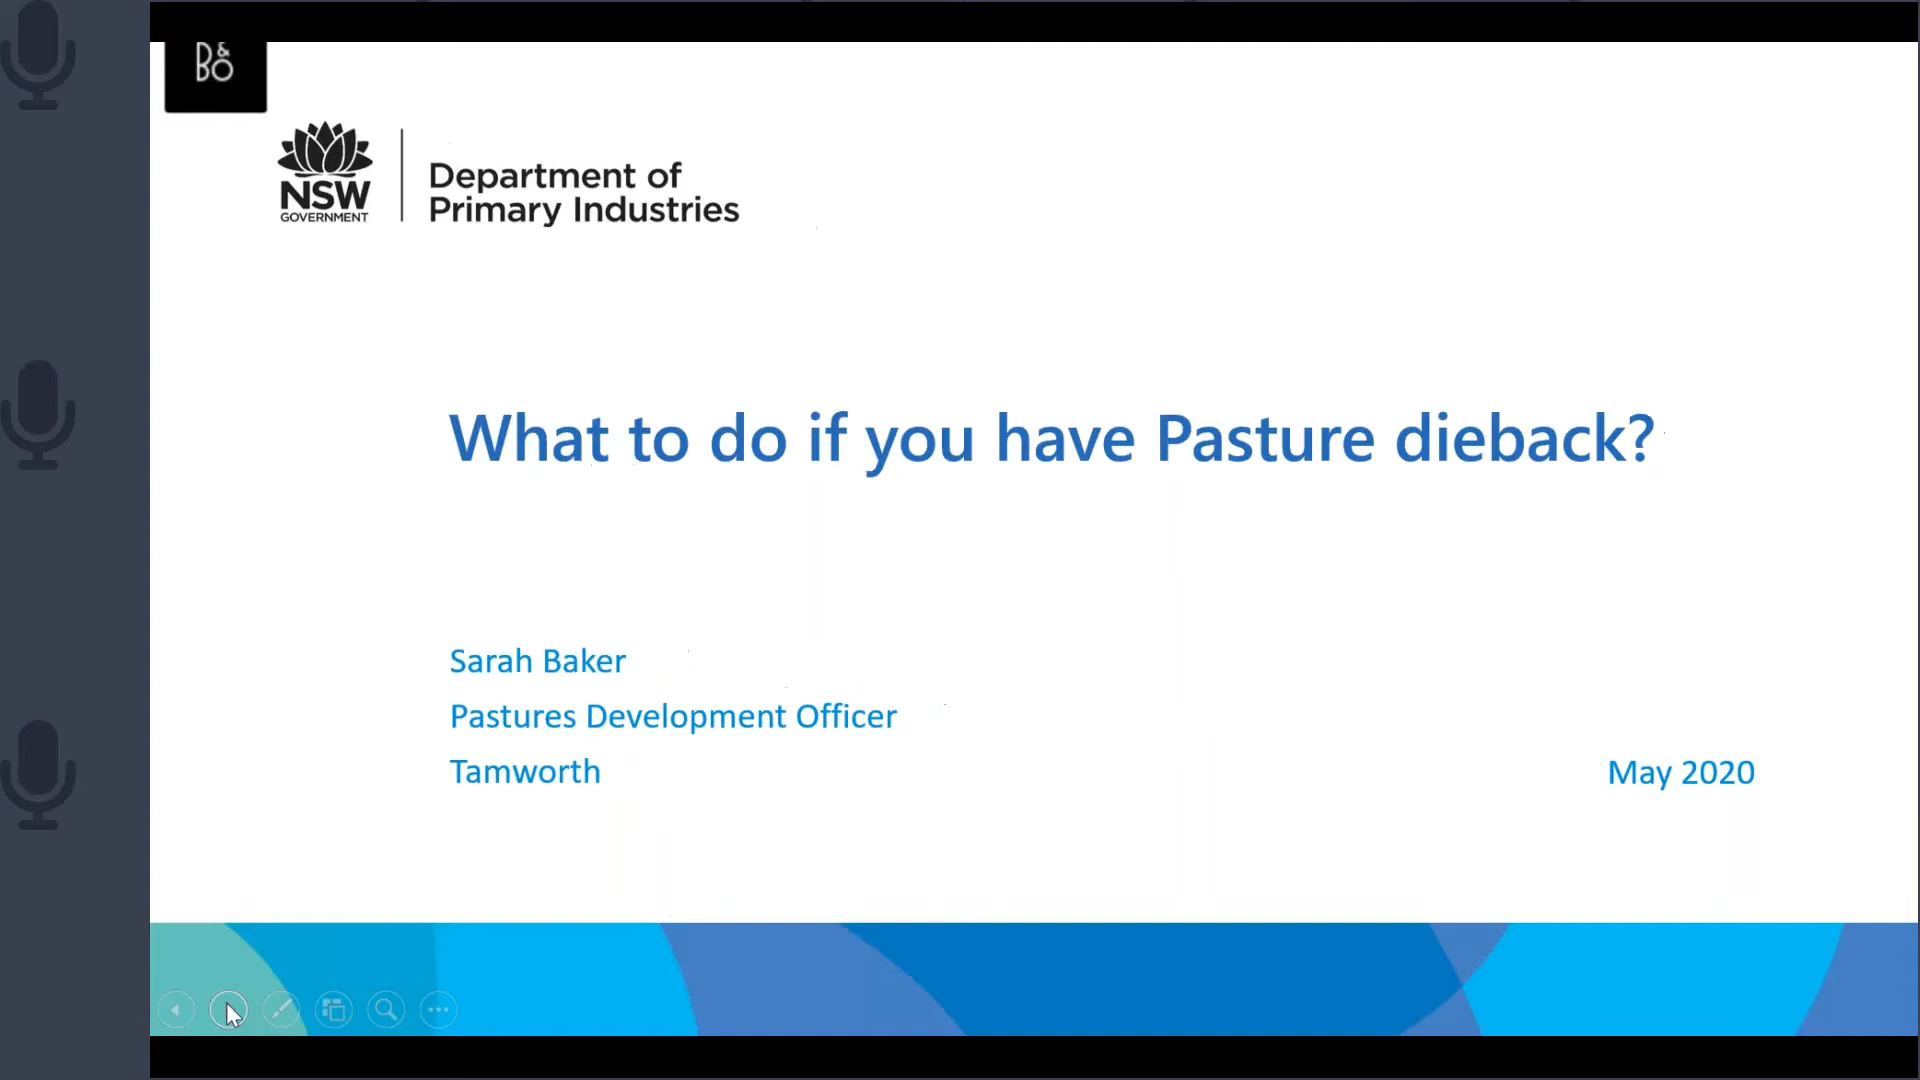 B&O
NSW
GOVERNMENT
Department of
Primary Industries
What to do if you have Pasture dieback?
Sarah Baker
Pastures Development Officer
Tamworth
May 2020